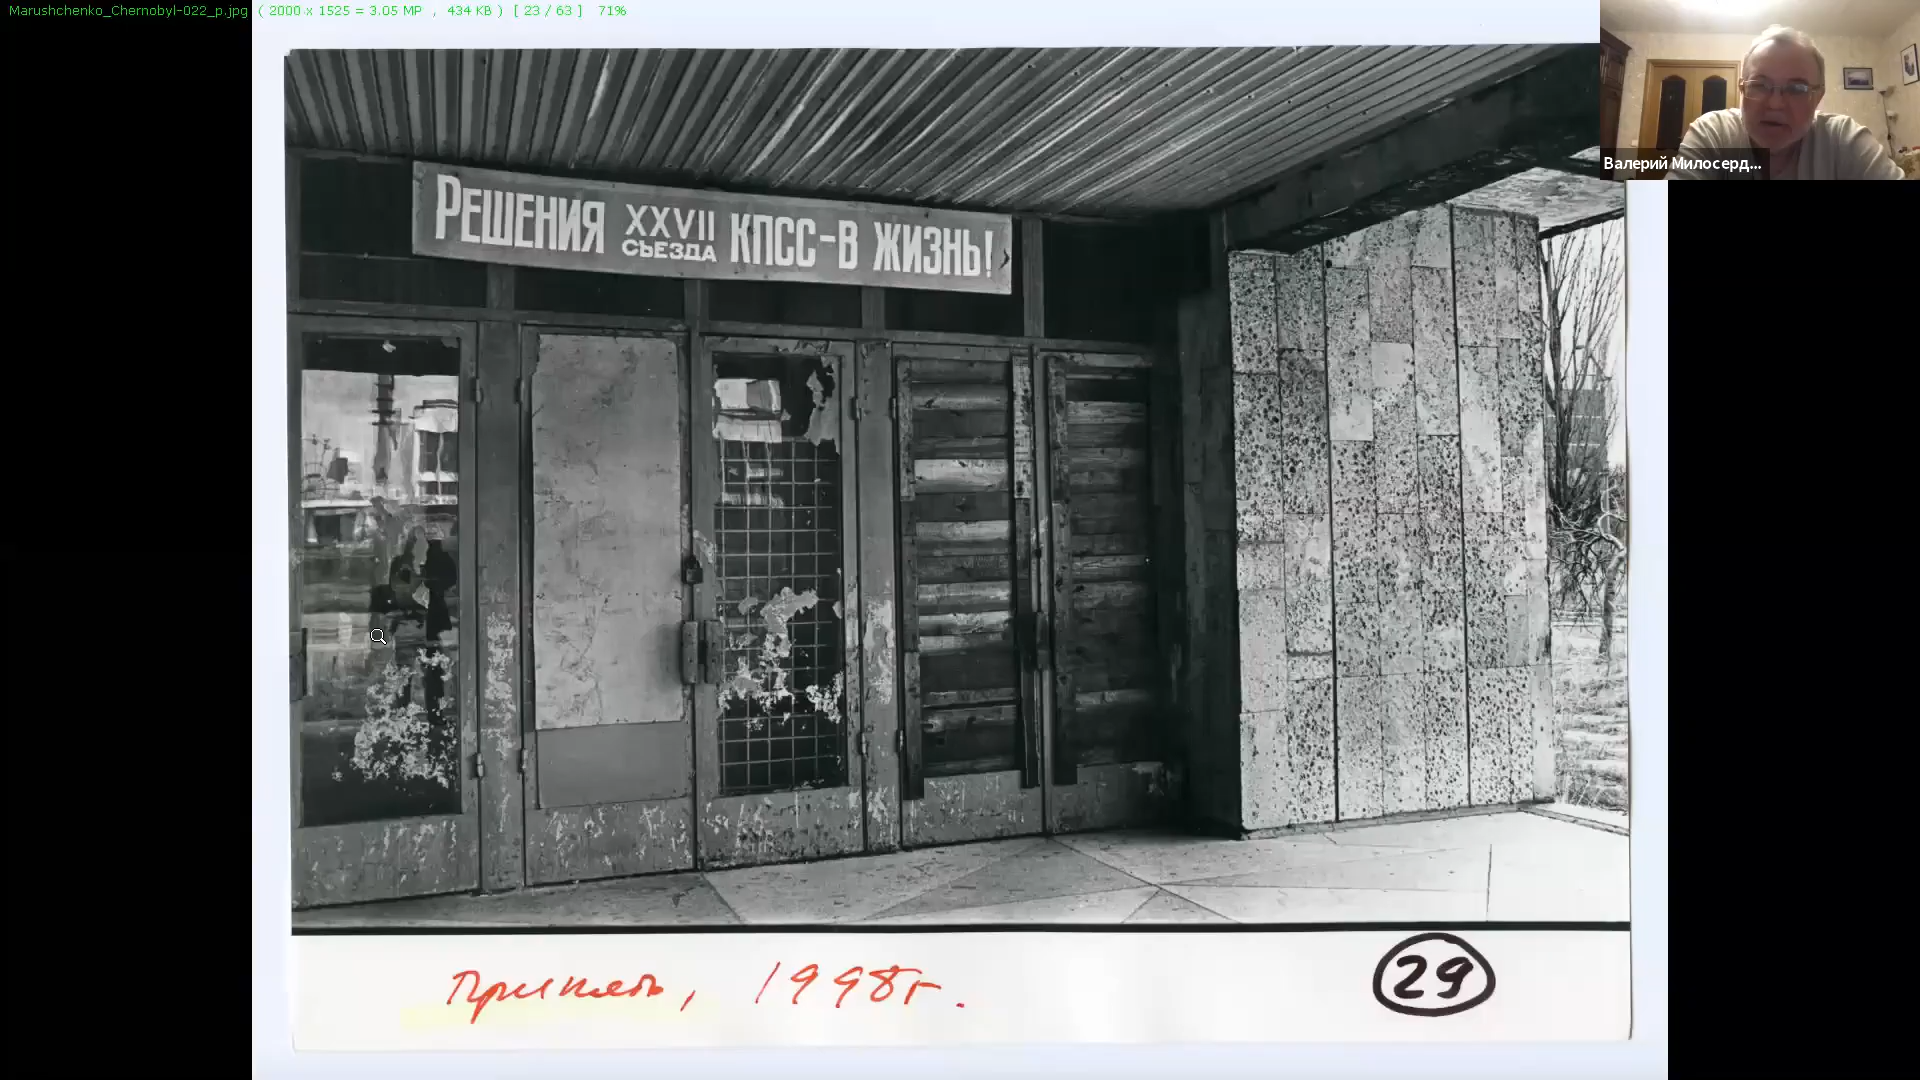 Marushchenko_Chernobyl-022_p.jpg ( 2000 x 1525 = 3.05 MP , 434 KB ) [ 23 / 63 ] 71%
Валерий Милосерд...
РЕШЕНИЯ XXVII СЪЕЗДА КПСС-В ЖИЗНЬ!
Припять, 1998г.
29